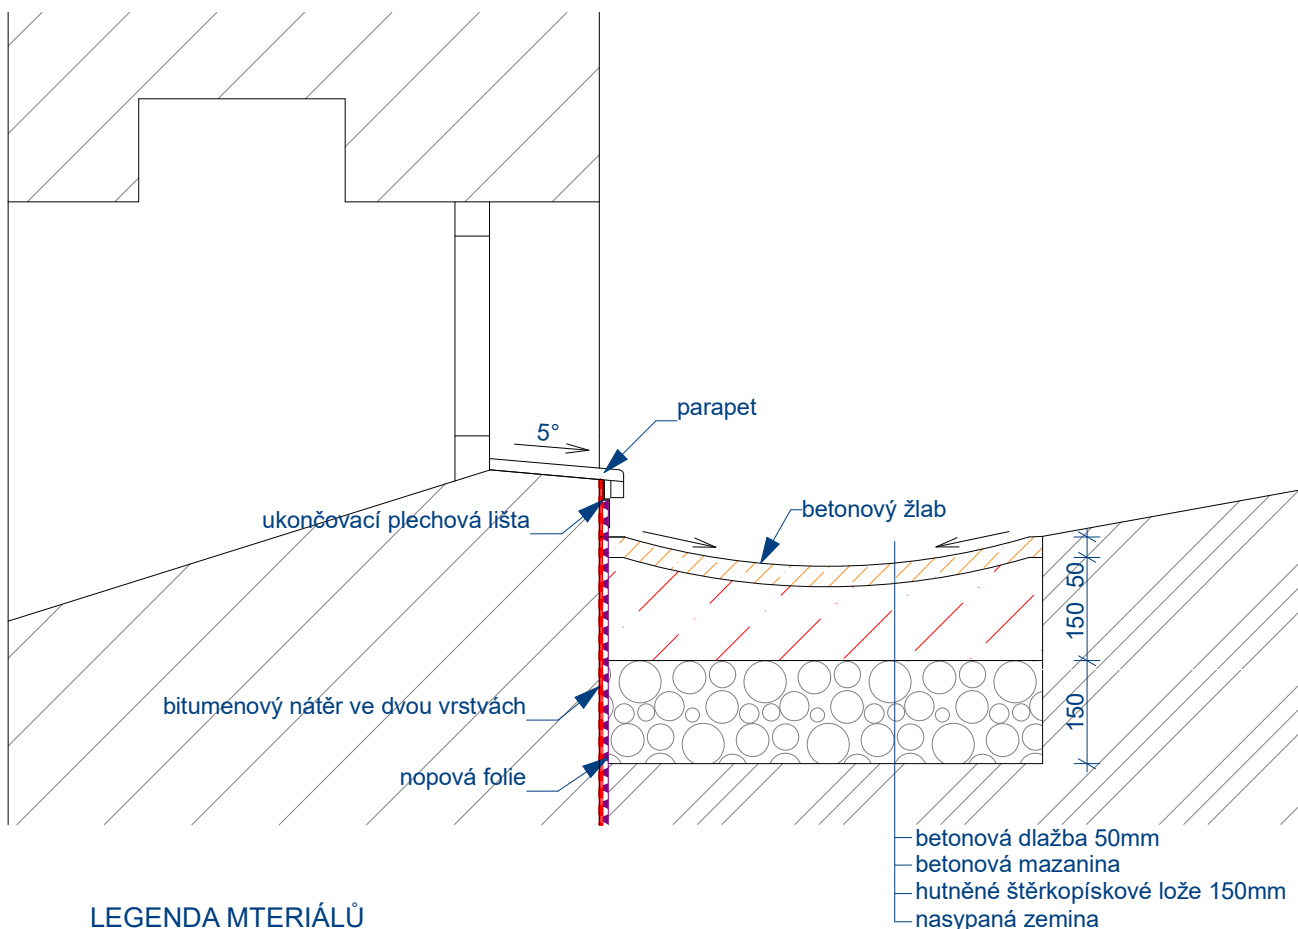 parapet
5°
betonový žlab
ukončovací plechová lišta
50
150
150
bitumenový nátěr ve dvou vrstvách
nopová folie
betonová dlažba 50mm
betonová mazanina
hutněné štěrkopískové lože 150mm
nasypaná zemina
LEGENDA MTERIÁLŮ